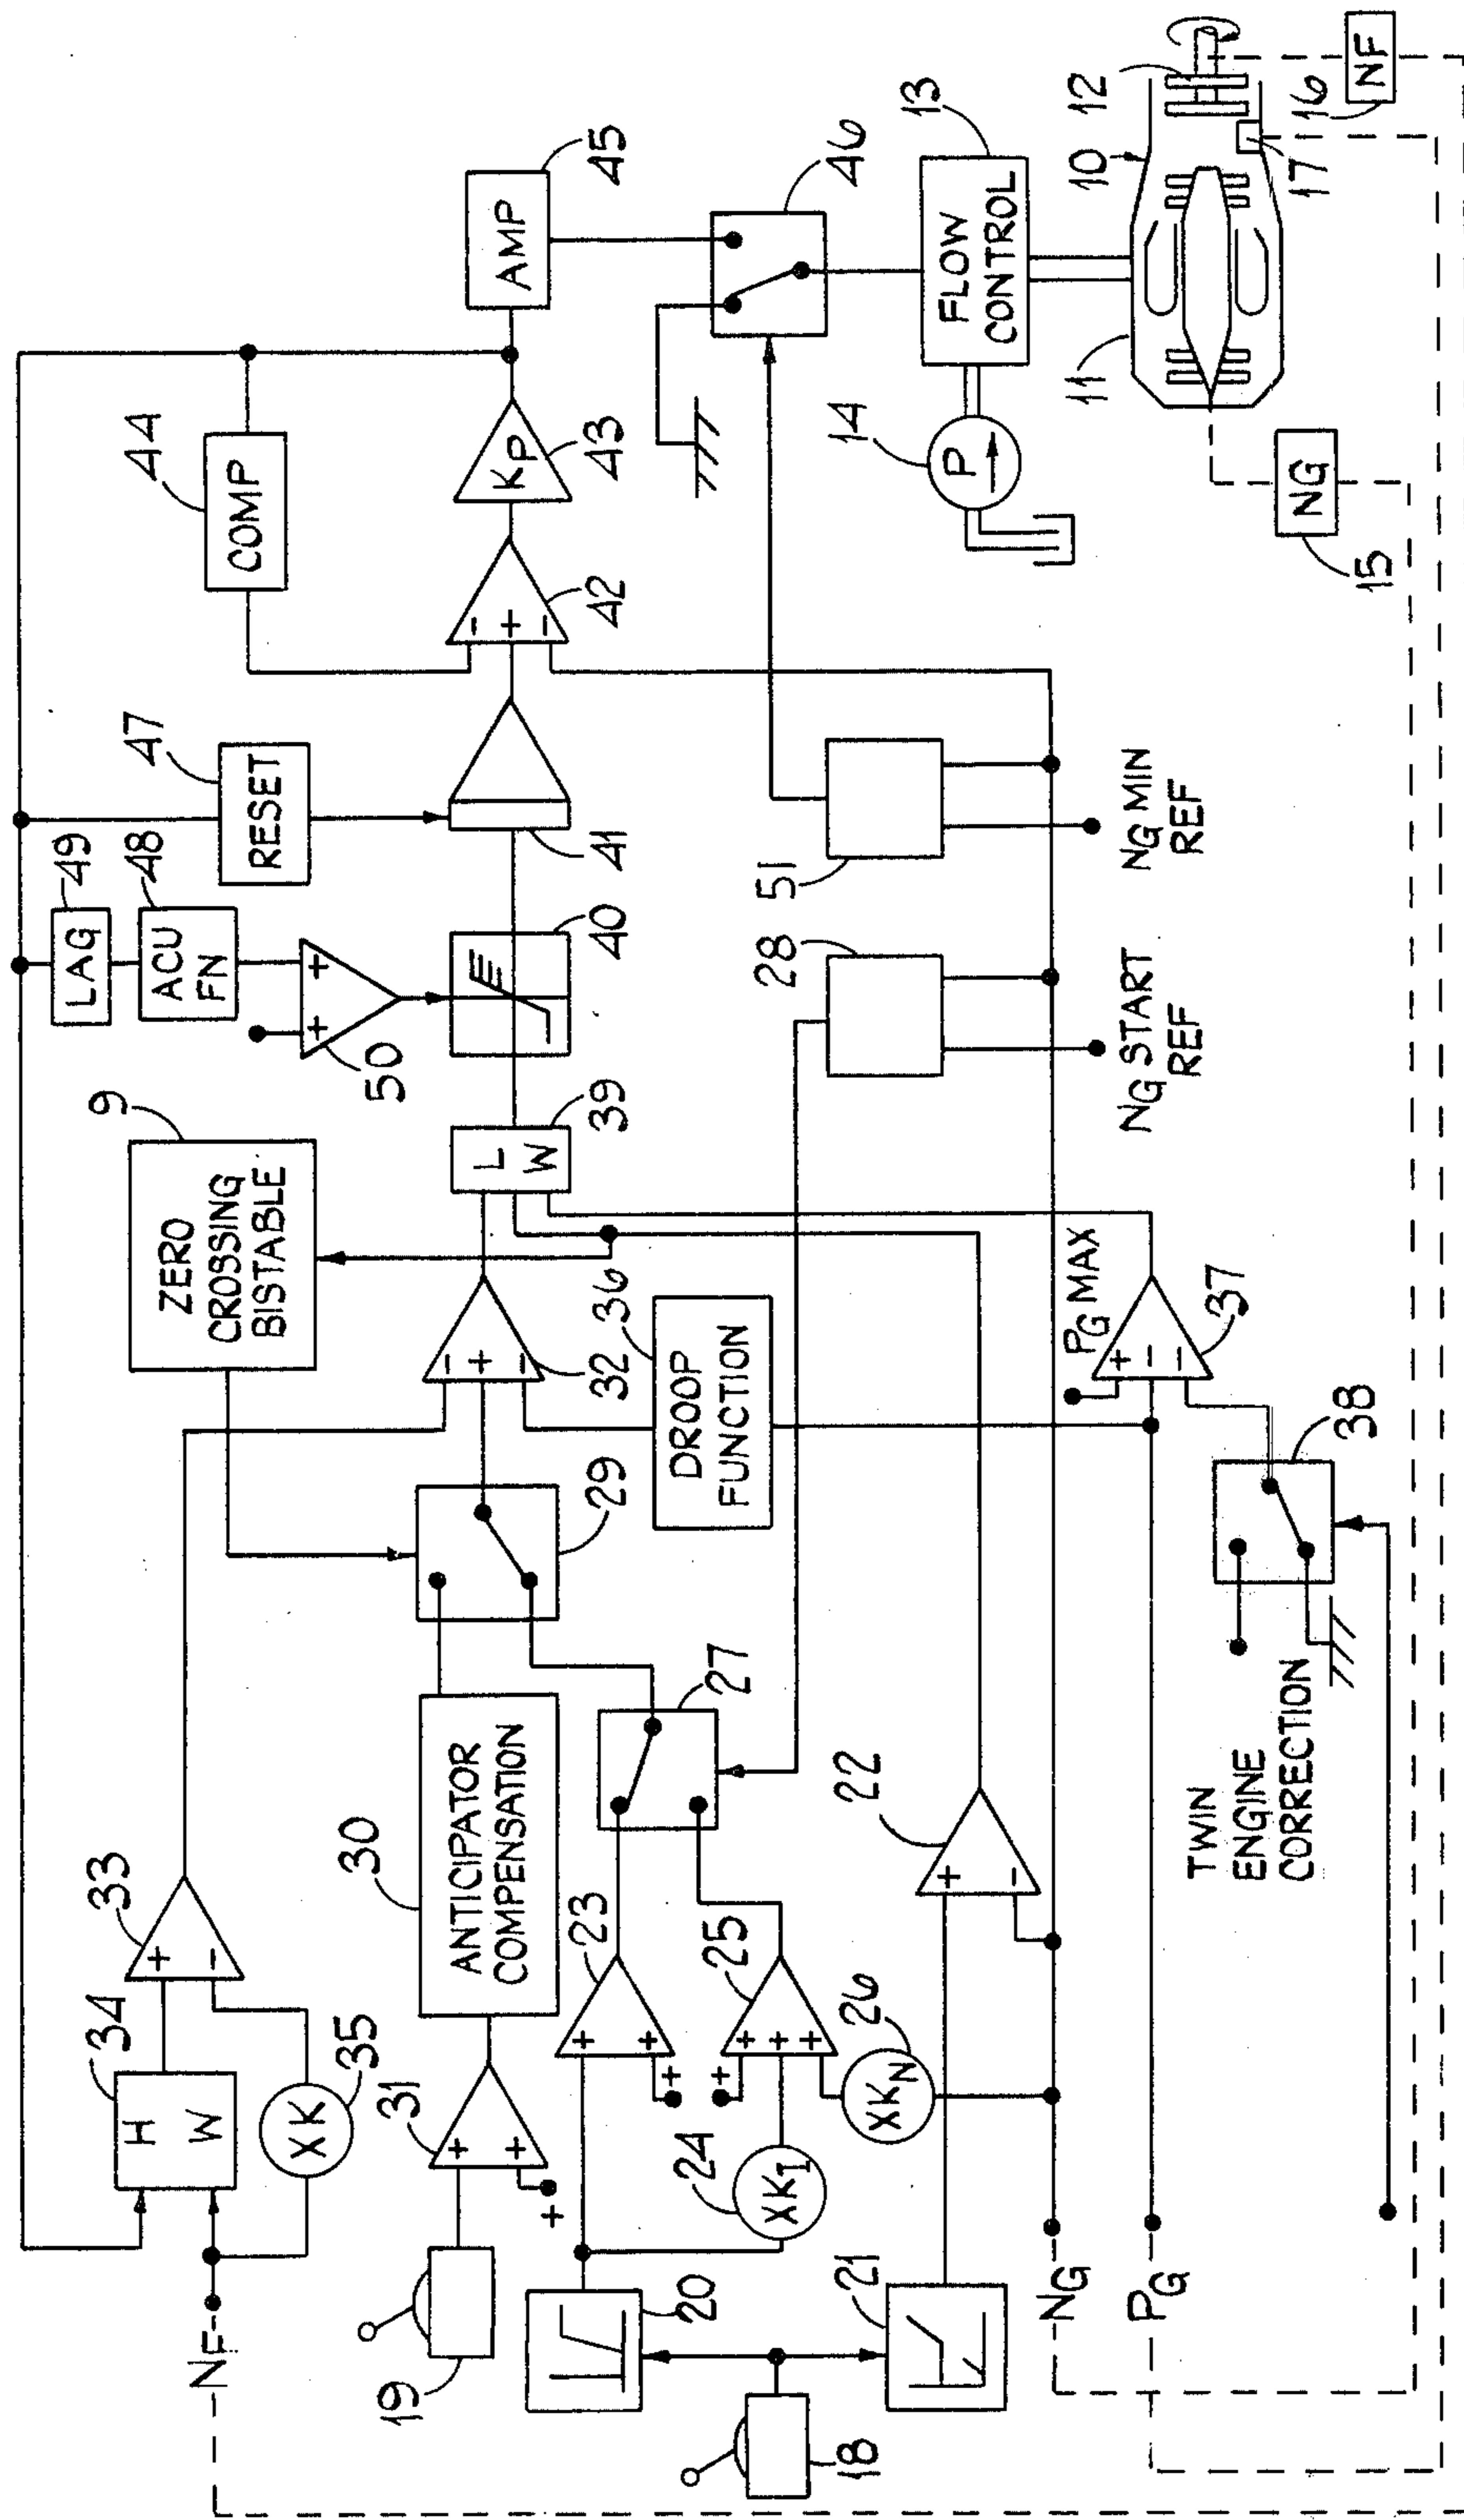 NF
34
H
W
35
XK
33
+
-
19
31
+
+
+
30
ANTICIPATOR
COMPENSATION
9
ZERO
CROSSING
BISTABLE
29
-
+
-
32
36
DROOP
FUNCTION
18
20
21
24
XK1
23
+
+
+
25
+
+
+
+
26
XKN
27
22
+
-
NG
PG
TWIN
ENGINE
CORRECTION
38
PG MAX
+
-
-
37
39
L
W
40
49
LAG
48
ACU
FN
+
+
50
47
RESET
41
28
NG START
REF
51
NG MIN
REF
44
COMP
-
+
-
42
KP
43
45
AMP
46
14
P
13
FLOW
CONTROL
11
10
12
17
16
NF
15
NG